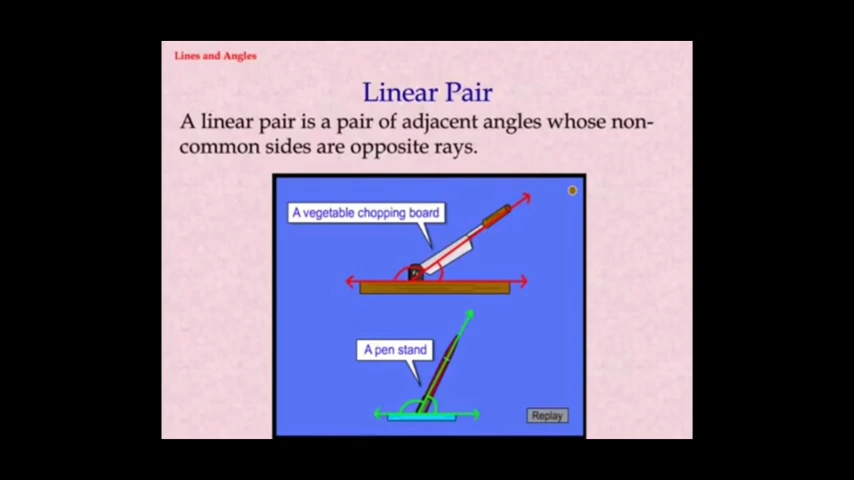 Lines and Angles
Linear Pair
A linear pair is a pair of adjacent angles whose non-
common sides are opposite rays.
A vegetable chopping board
A pen stand
Replay